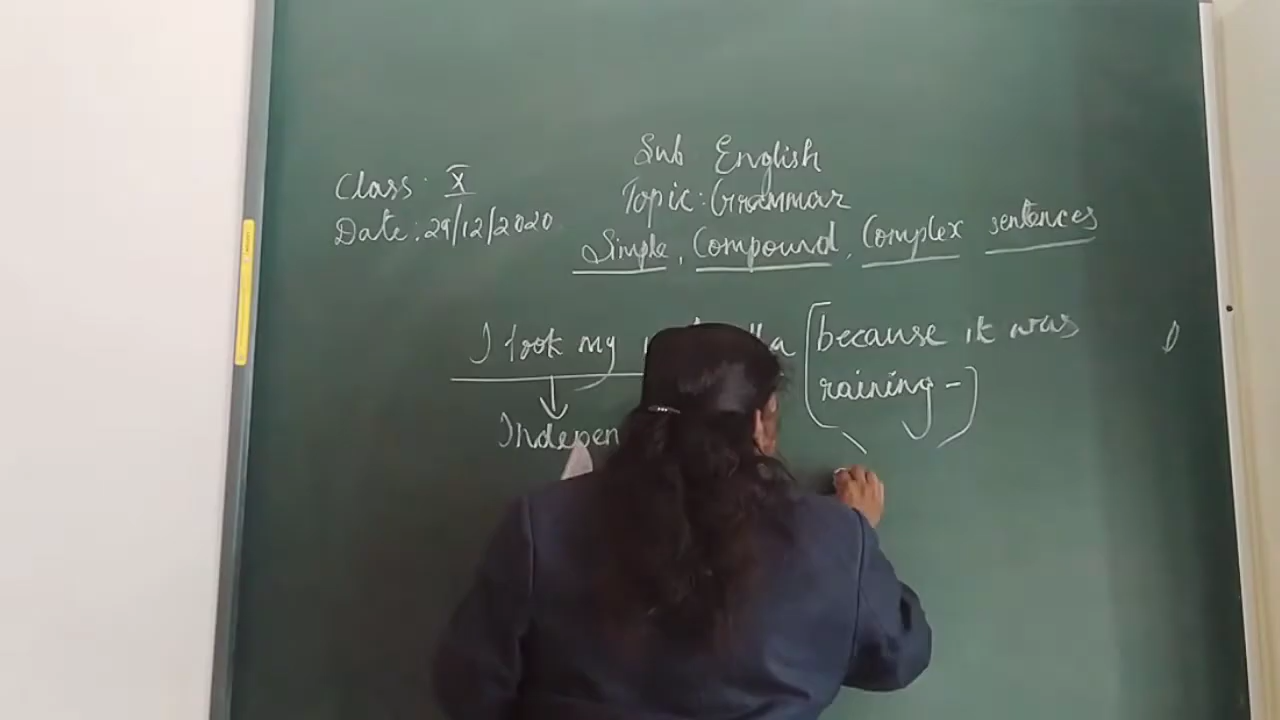 Sub English
Class: X
Topic: Grammar
Date: 29/12/2020
Simple, Compound, Complex sentences
I took my because it was
raining -
Indepen